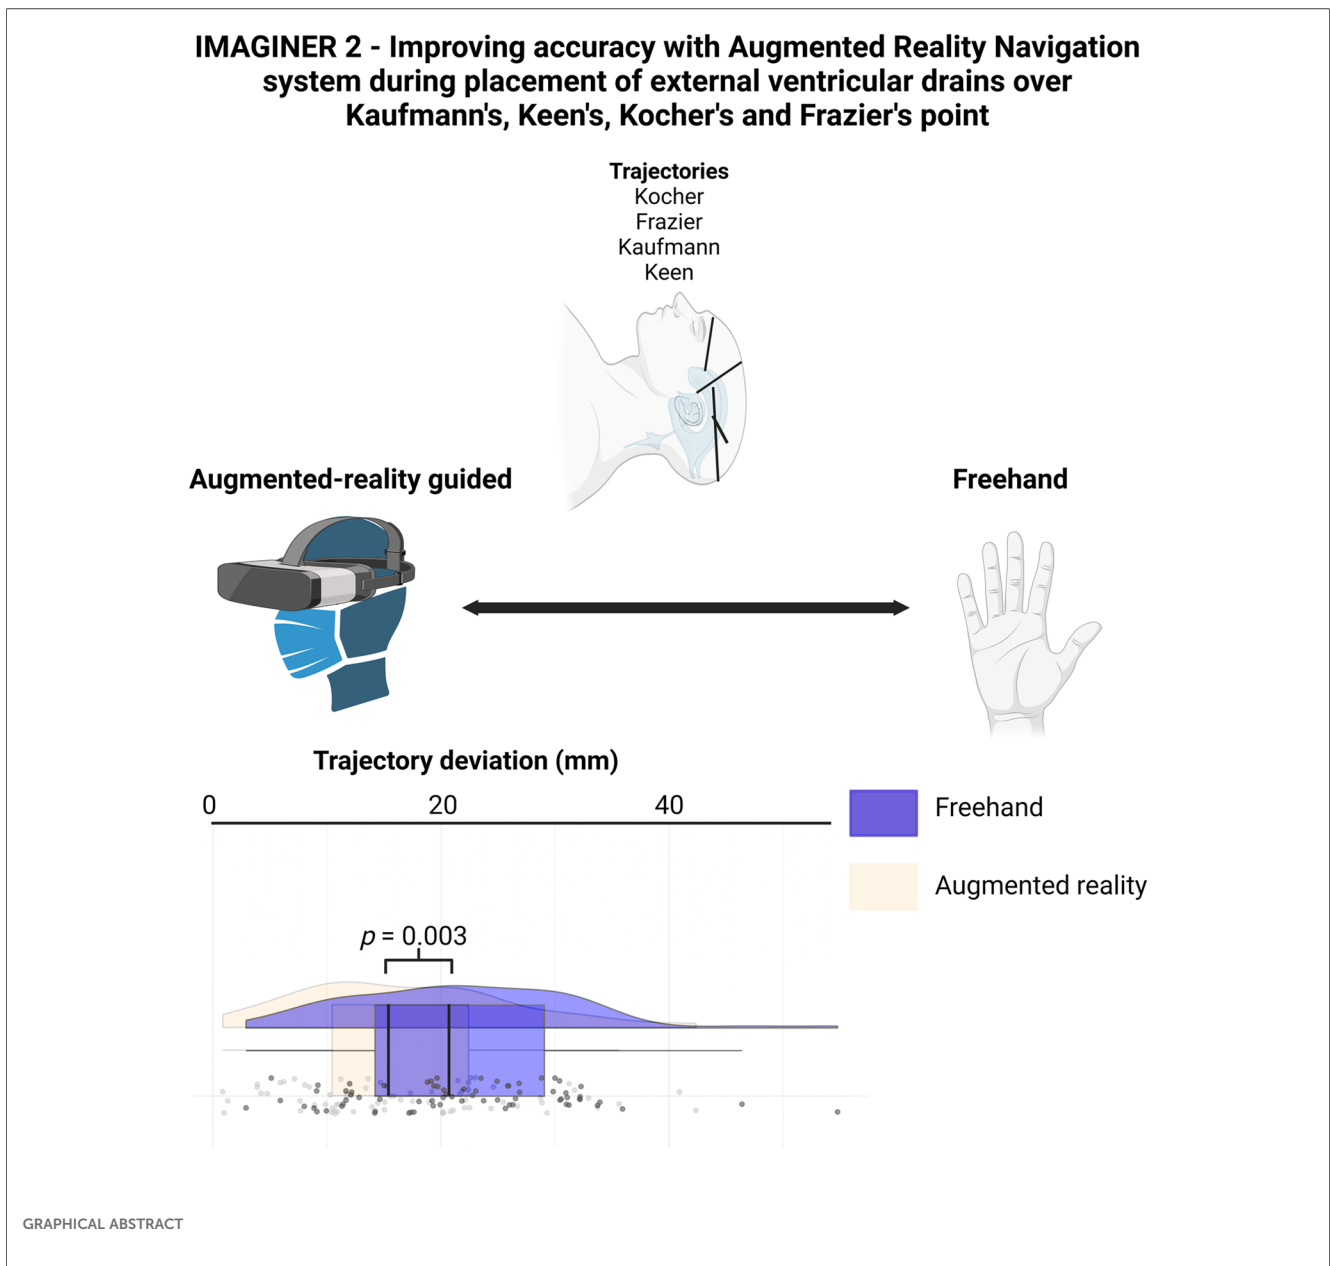 IMAGINER 2 - Improving accuracy with Augmented Reality Navigation
system during placement of external ventricular drains over
Kaufmann's, Keen's, Kocher's and Frazier's point
Trajectories
Kocher
Frazier
Kaufmann
Keen
Augmented-reality guided
Freehand
Trajectory deviation (mm)
0 20 40
Freehand
Augmented reality
p = 0.003
GRAPHICAL ABSTRACT